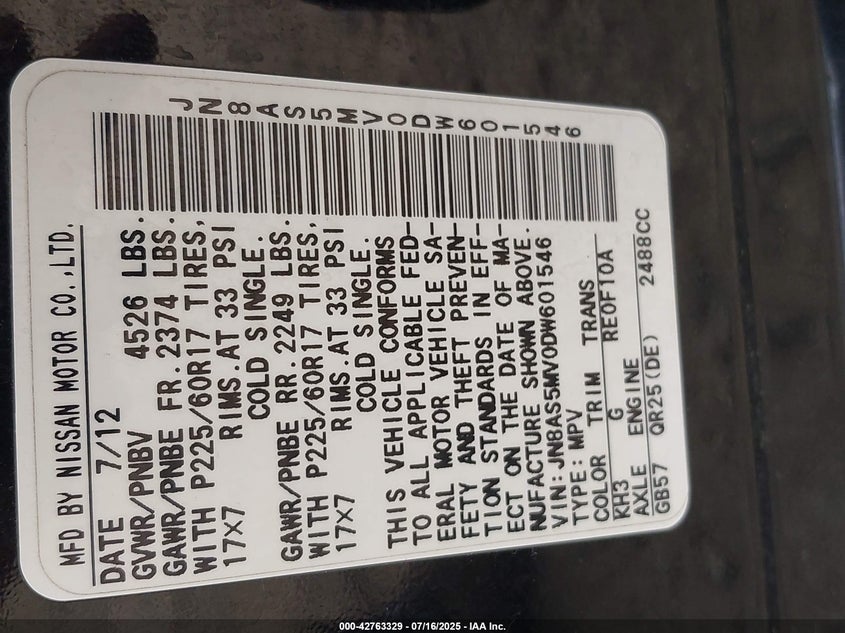 MFD BY NISSAN MOTOR CO.,LTD.
DATE 7/12
GVWR/PNBV 4526 LBS.
GAWR/PNBE FR.2374 LBS.
WITH P225/60R17 TIRES,
17×7 RIMS.AT 33 PSI
COLD SINGLE.
GAWR/PNBE RR.2249 LBS.
WITH P225/60R17 TIRES,
17×7 RIMS.AT 33 PSI
COLD SINGLE.
THIS VEHICLE CONFORMS
TO ALL APPLICABLE FED-
ERAL MOTOR VEHICLE SA-
FETY AND THEFT PREVEN-
TION STANDARDS IN EFF-
ECT ON THE DATE OF MA-
NUFACTURE SHOWN ABOVE.
VIN:JN8AS5MV0DW601546
TYPE:MPV
COLOR TRIM TRANS
KH3 G RE0F10A
AXLE ENGINE
GB57 QR25(DE) 2488CC
JN8AS5MV0DW601546
000-42763329 - 07/16/2025 - IAA Inc.